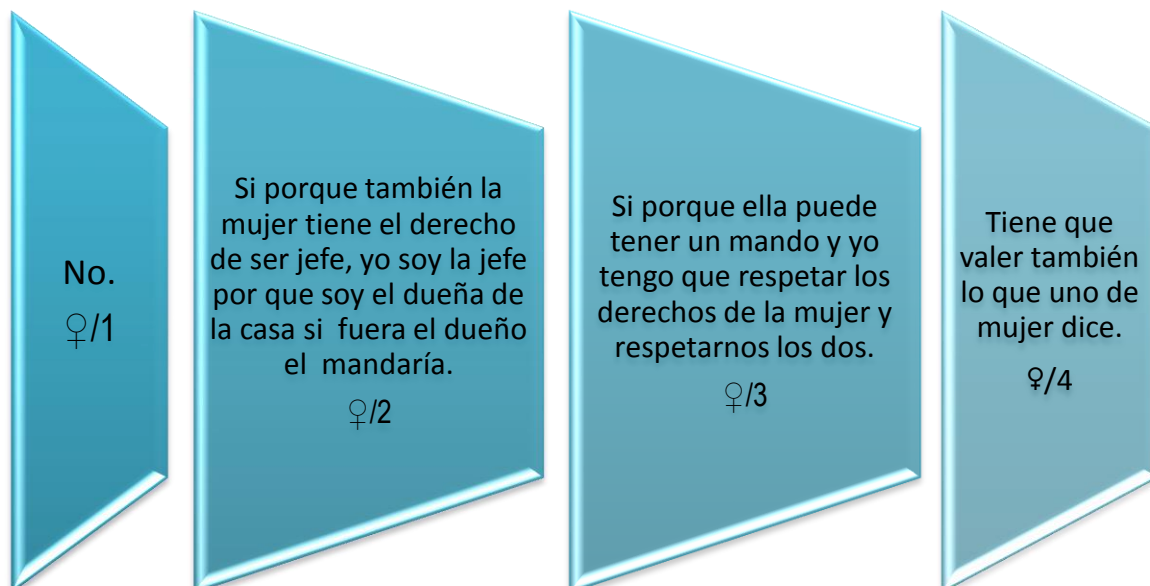 No.
♀/1
Si porque también la
mujer tiene el derecho
de ser jefe, yo soy la jefe
por que soy el dueña de
la casa si fuera el dueño
el mandaría.
♀/2
Si porque ella puede
tener un mando y yo
tengo que respetar los
derechos de la mujer y
respetarnos los dos.
♀/3
Tiene que
valer también
lo que uno de
mujer dice.
♀/4